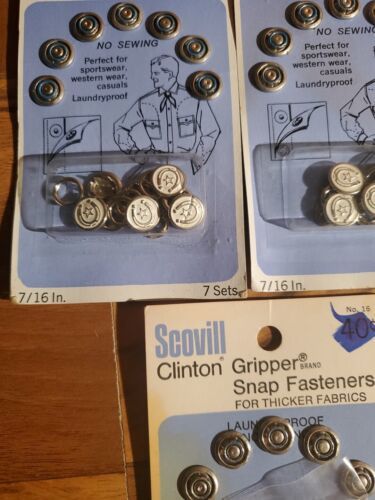 NO SEWING
Perfect for
sportswear,
western wear,
casuals
Laundryproof
7/16 In.
7 Sets
NO SEWING
Perfect for
sportswear,
western wear,
casuals
Laundryproof
7/16 In.
No. 16
40¢
Scovill
Clinton Gripper® BRAND
Snap Fasteners
FOR THICKER FABRICS